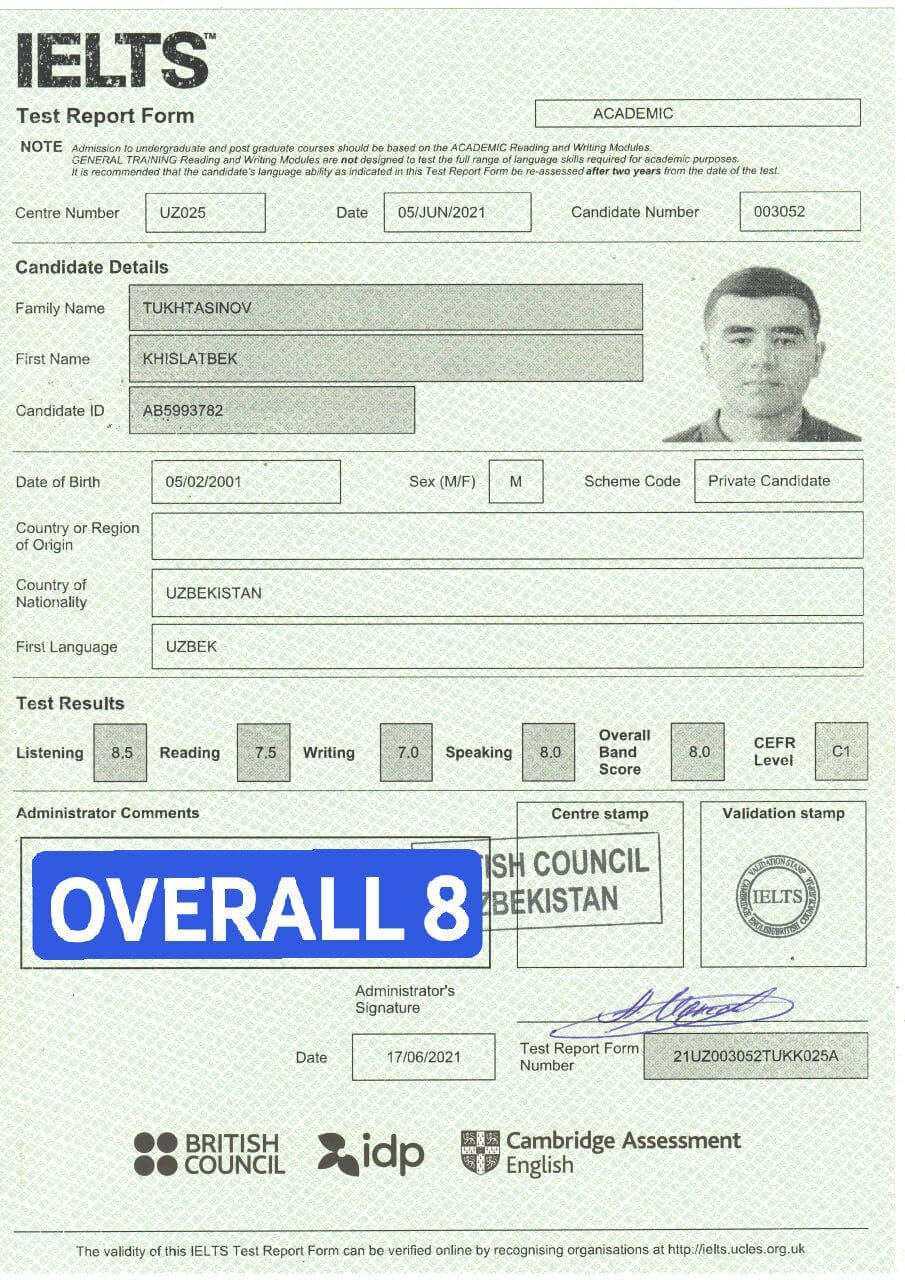 IELTS™
Test Report Form
ACADEMIC
NOTE Admission to undergraduate and post graduate courses should be based on the ACADEMIC Reading and Writing Modules.
GENERAL TRAINING Reading and Writing Modules are not designed to test the full range of language skills required for academic purposes.
It is recommended that the candidate's language ability as indicated in this Test Report Form be re-assessed after two years from the date of the test.
Centre Number UZ025 Date 05/JUN/2021 Candidate Number 003052
Candidate Details
Family Name TUKHTASINOV
First Name KHISLATBEK
Candidate ID AB5993782
Date of Birth 05/02/2001 Sex (M/F) M Scheme Code Private Candidate
Country or Region
of Origin
Country of
Nationality
UZBEKISTAN
First Language UZBEK
Test Results
Listening 8.5 Reading 7.5 Writing 7.0 Speaking 8.0 Overall Band Score 8.0 CEFR Level C1
Administrator Comments
Centre stamp
Validation stamp
OVERALL 8
ISH COUNCIL
ZBEKISTAN
VALIDATION STAMP
IELTS
Administrator's
Signature
Date 17/06/2021
Test Report Form
Number
21UZ003052TUKK025A
BRITISH
COUNCIL
idp
Cambridge Assessment
English
The validity of this IELTS Test Report Form can be verified online by recognising organisations at http://ielts.ucles.org.uk